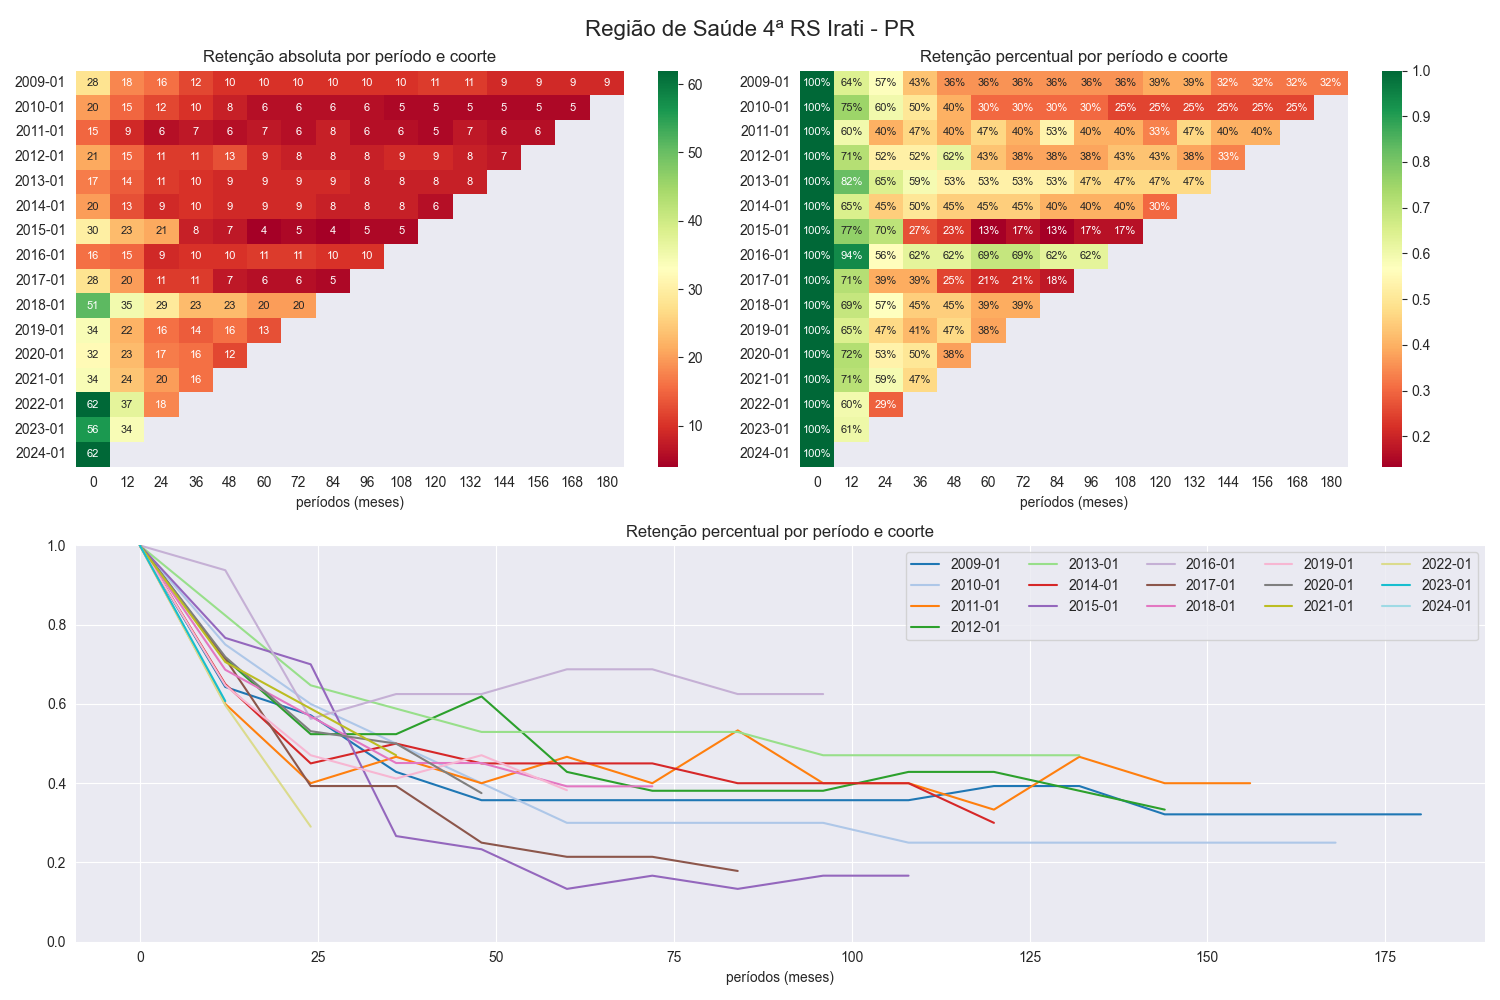 Região de Saúde 4ª RS Irati - PR
Retenção absoluta por período e coorte
2009-01 28 18 16 12 10 10 10 10 10 10 11 11 9 9 9 9
2010-01 20 15 12 10 8 6 6 6 6 5 5 5 5 5 5
2011-01 15 9 6 7 6 7 6 8 6 6 5 7 6 6
2012-01 21 15 11 11 13 9 8 8 8 9 9 8 7
2013-01 17 14 11 10 9 9 9 9 8 8 8 8
2014-01 20 13 9 10 9 9 9 8 8 8 6
2015-01 30 23 21 8 7 4 5 4 5 5
2016-01 16 15 9 10 10 11 11 10 10
2017-01 28 20 11 11 7 6 6 5
2018-01 51 35 29 23 23 20 20
2019-01 34 22 16 14 16 13
2020-01 32 23 17 16 12
2021-01 34 24 20 16
2022-01 62 37 18
2023-01 56 34
2024-01 62
0 12 24 36 48 60 72 84 96 108 120 132 144 156 168 180
períodos (meses)
60
50
40
30
20
10
Retenção percentual por período e coorte
2009-01 100% 64% 57% 43% 36% 36% 36% 36% 36% 36% 39% 39% 32% 32% 32% 32%
2010-01 100% 75% 60% 50% 40% 30% 30% 30% 30% 25% 25% 25% 25% 25% 25%
2011-01 100% 60% 40% 47% 40% 47% 40% 53% 40% 40% 33% 47% 40% 40%
2012-01 100% 71% 52% 52% 62% 43% 38% 38% 38% 43% 43% 38% 33%
2013-01 100% 82% 65% 59% 53% 53% 53% 53% 47% 47% 47% 47%
2014-01 100% 65% 45% 50% 45% 45% 45% 40% 40% 40% 30%
2015-01 100% 77% 70% 27% 23% 13% 17% 13% 17% 17%
2016-01 100% 94% 56% 62% 62% 69% 69% 62% 62%
2017-01 100% 71% 39% 39% 25% 21% 21% 18%
2018-01 100% 69% 57% 45% 45% 39% 39%
2019-01 100% 65% 47% 41% 47% 38%
2020-01 100% 72% 53% 50% 38%
2021-01 100% 71% 59% 47%
2022-01 100% 60% 29%
2023-01 100% 61%
2024-01 100%
0 12 24 36 48 60 72 84 96 108 120 132 144 156 168 180
períodos (meses)
1.0
0.9
0.8
0.7
0.6
0.5
0.4
0.3
0.2
Retenção percentual por período e coorte
1.0
0.8
0.6
0.4
0.2
0.0
2009-01 2013-01 2016-01 2019-01 2022-01
2010-01 2014-01 2017-01 2020-01 2023-01
2011-01 2015-01 2018-01 2021-01 2024-01
2012-01
0 25 50 75 100 125 150 175
períodos (meses)